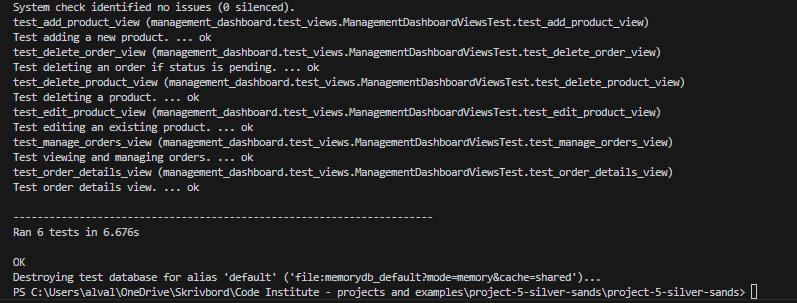 System check identified no issues (0 silenced).
test_add_product_view (management_dashboard.test_views.ManagementDashboardViewsTest.test_add_product_view)
Test adding a new product. ... ok
test_delete_order_view (management_dashboard.test_views.ManagementDashboardViewsTest.test_delete_order_view)
Test deleting an order if status is pending. ... ok
test_delete_product_view (management_dashboard.test_views.ManagementDashboardViewsTest.test_delete_product_view)
Test deleting a product. ... ok
test_edit_product_view (management_dashboard.test_views.ManagementDashboardViewsTest.test_edit_product_view)
Test editing an existing product. ... ok
test_manage_orders_view (management_dashboard.test_views.ManagementDashboardViewsTest.test_manage_orders_view)
Test viewing and managing orders. ... ok
test_order_details_view (management_dashboard.test_views.ManagementDashboardViewsTest.test_order_details_view)
Test order details view. ... ok
----------------------------------------------------------------------
Ran 6 tests in 6.676s
OK
Destroying test database for alias 'default' ('file:memorydb_default?mode=memory&cache=shared')...
PS C:\Users\alval\OneDrive\Skrivbord\Code Institute - projects and examples\project-5-silver-sands\project-5-silver-sands>